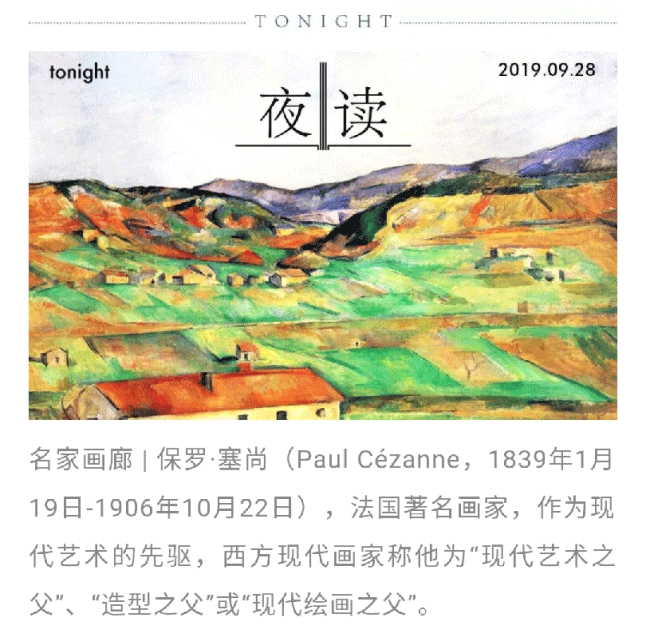 TONIGHT
tonight
2019.09.28
夜读
名家画廊 | 保罗·塞尚（Paul Cézanne，1839年1月
19日-1906年10月22日），法国著名画家，作为现
代艺术的先驱，西方现代画家称他为“现代艺术之
父”、“造型之父”或“现代绘画之父”。